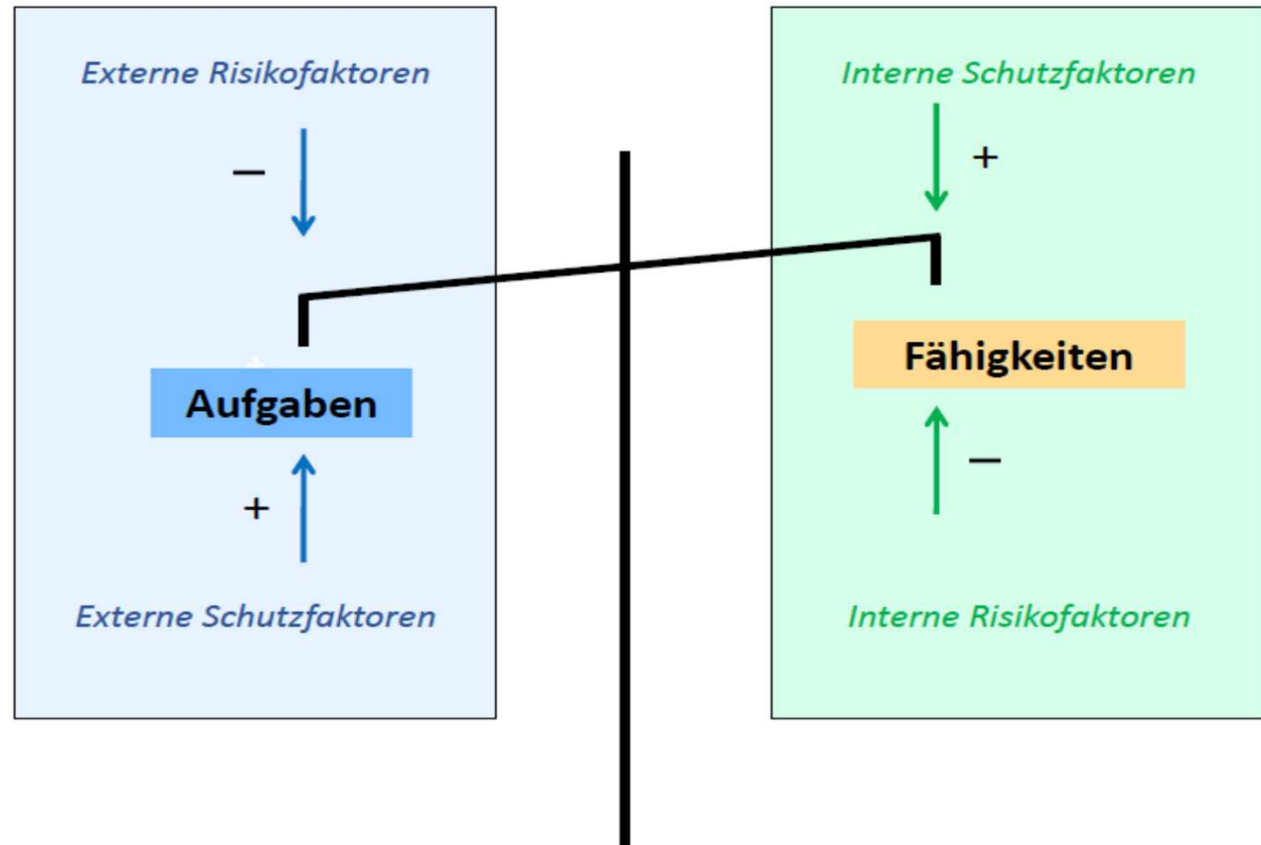 Externe Risikofaktoren
–
Aufgaben
+
Externe Schutzfaktoren
Interne Schutzfaktoren
+
Fähigkeiten
–
Interne Risikofaktoren